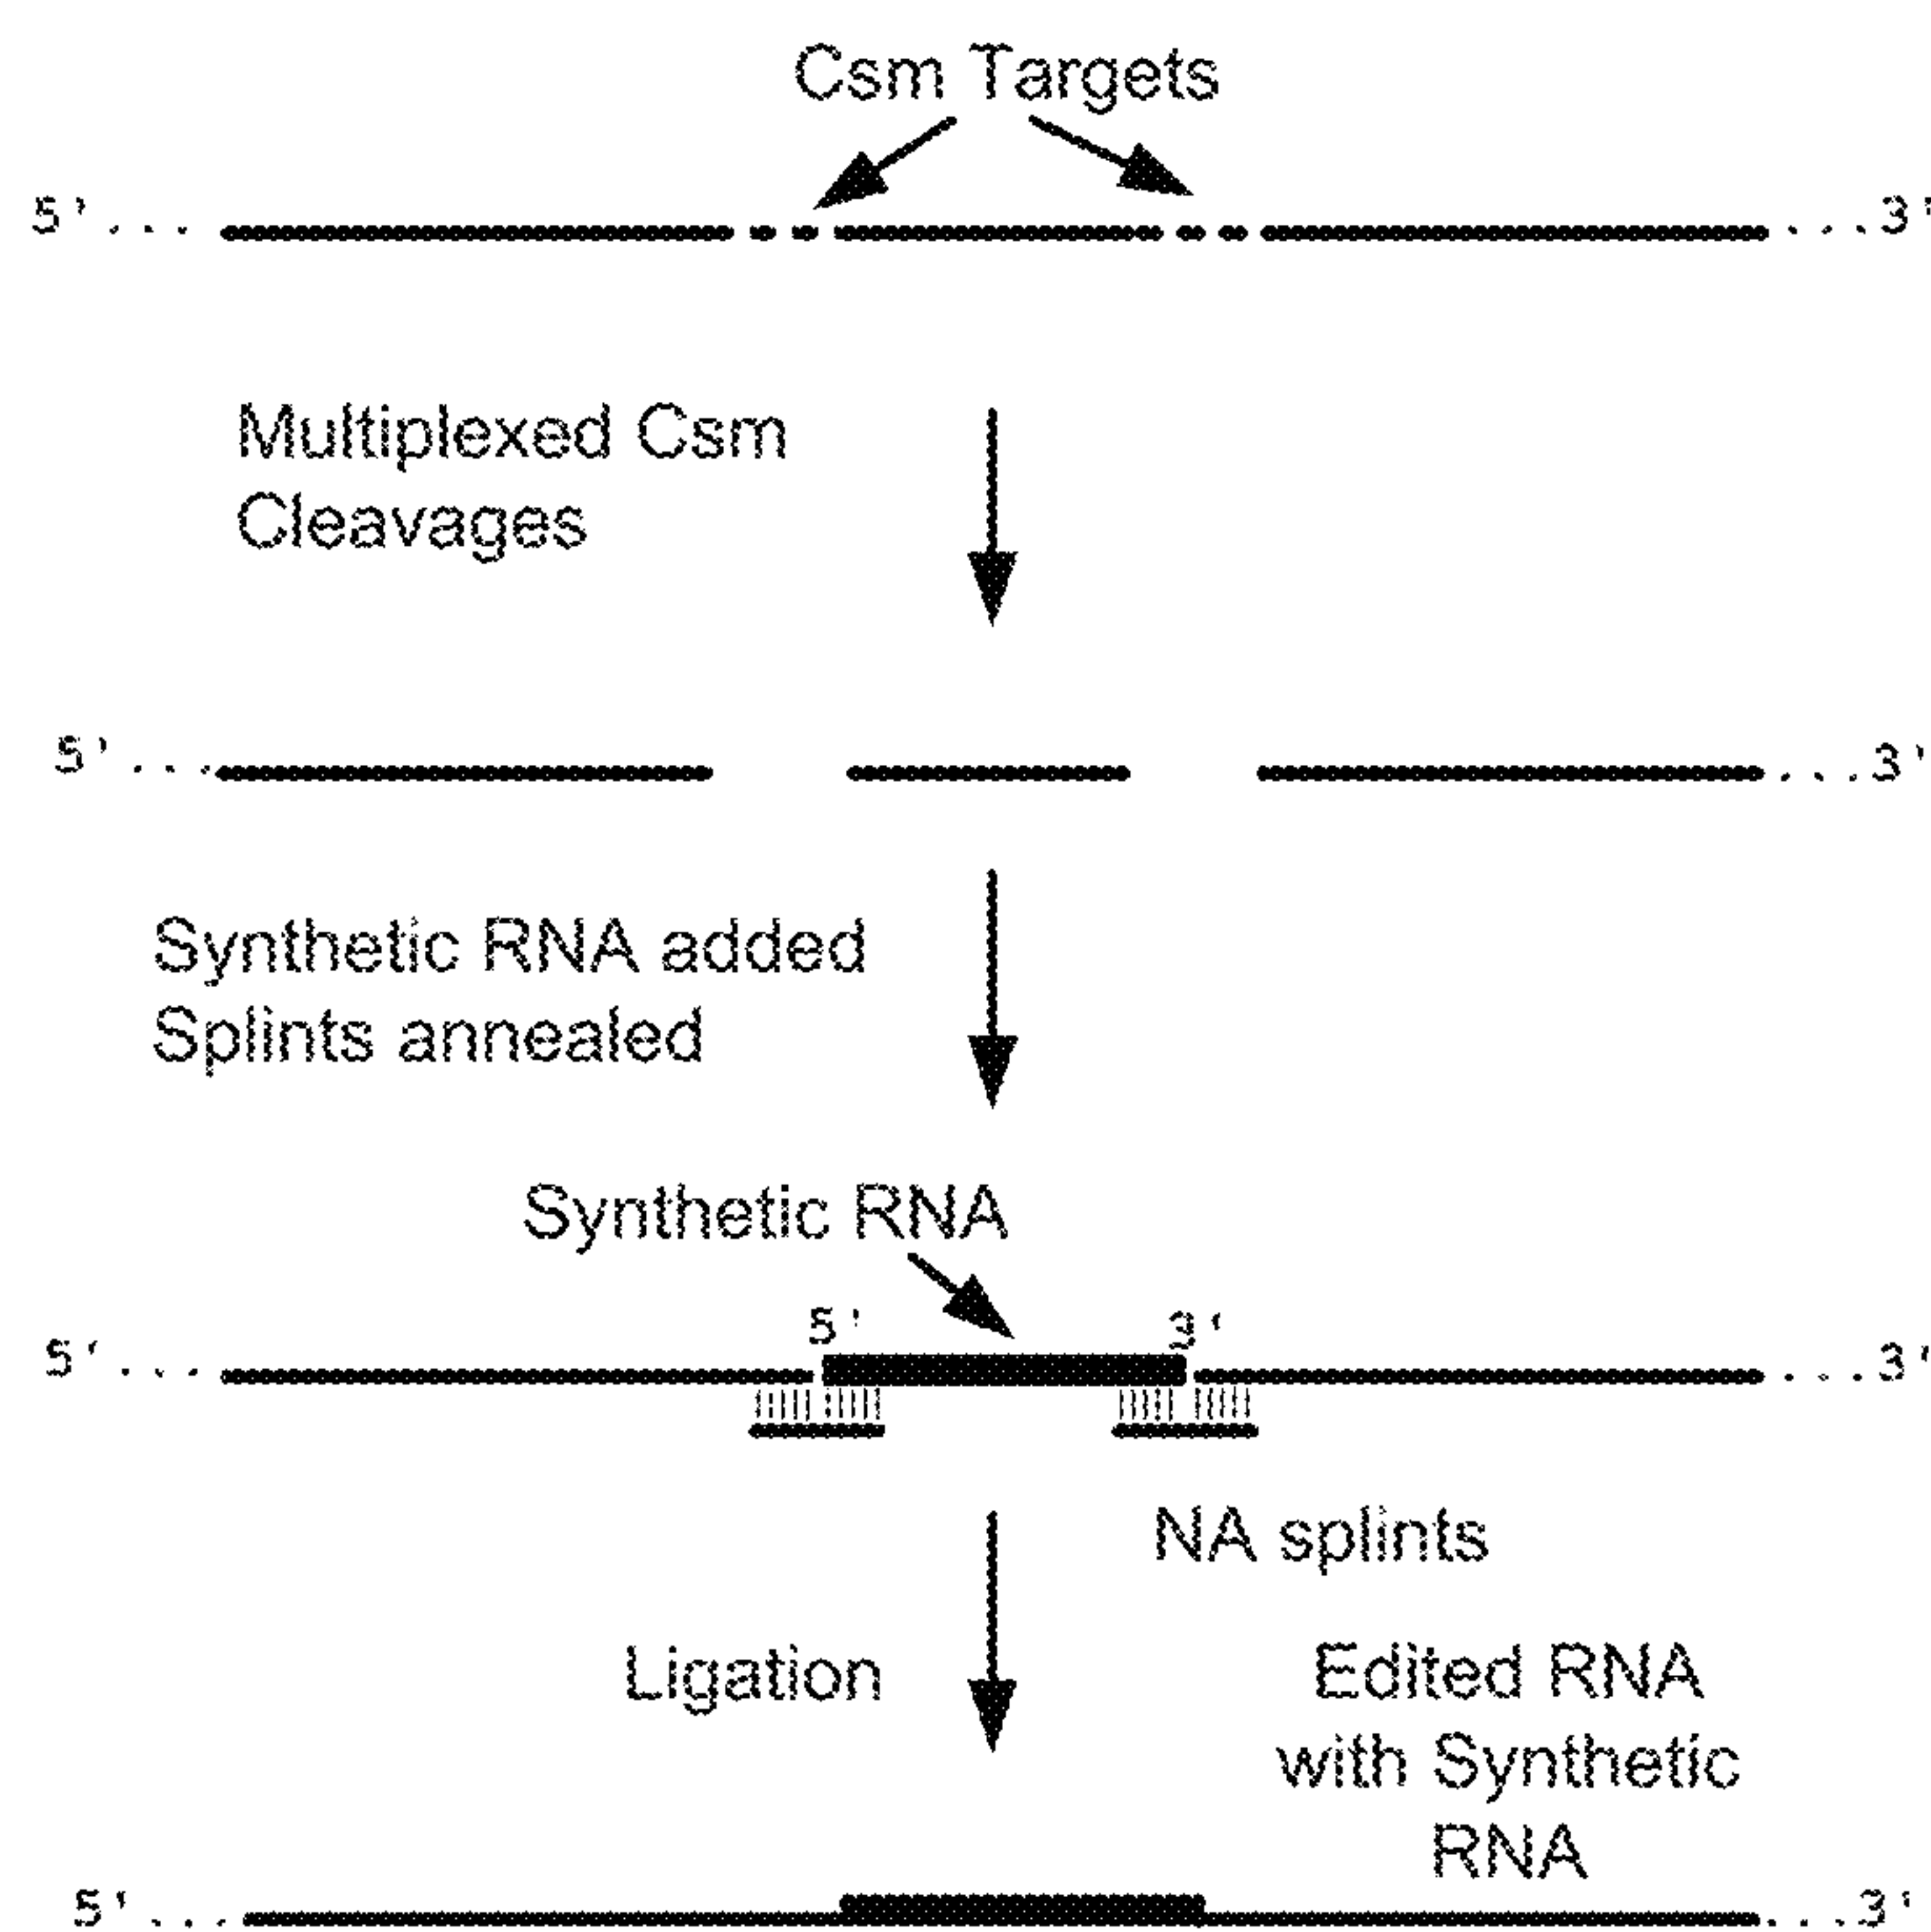 Csm Targets
5'... ...3'
Multiplexed Csm
Cleavages
5'... ...3'
Synthetic RNA added
Splints annealed
Synthetic RNA
5' 3'
5'... ...3'
NA splints
Ligation
Edited RNA
with Synthetic
RNA
5'... ...3'